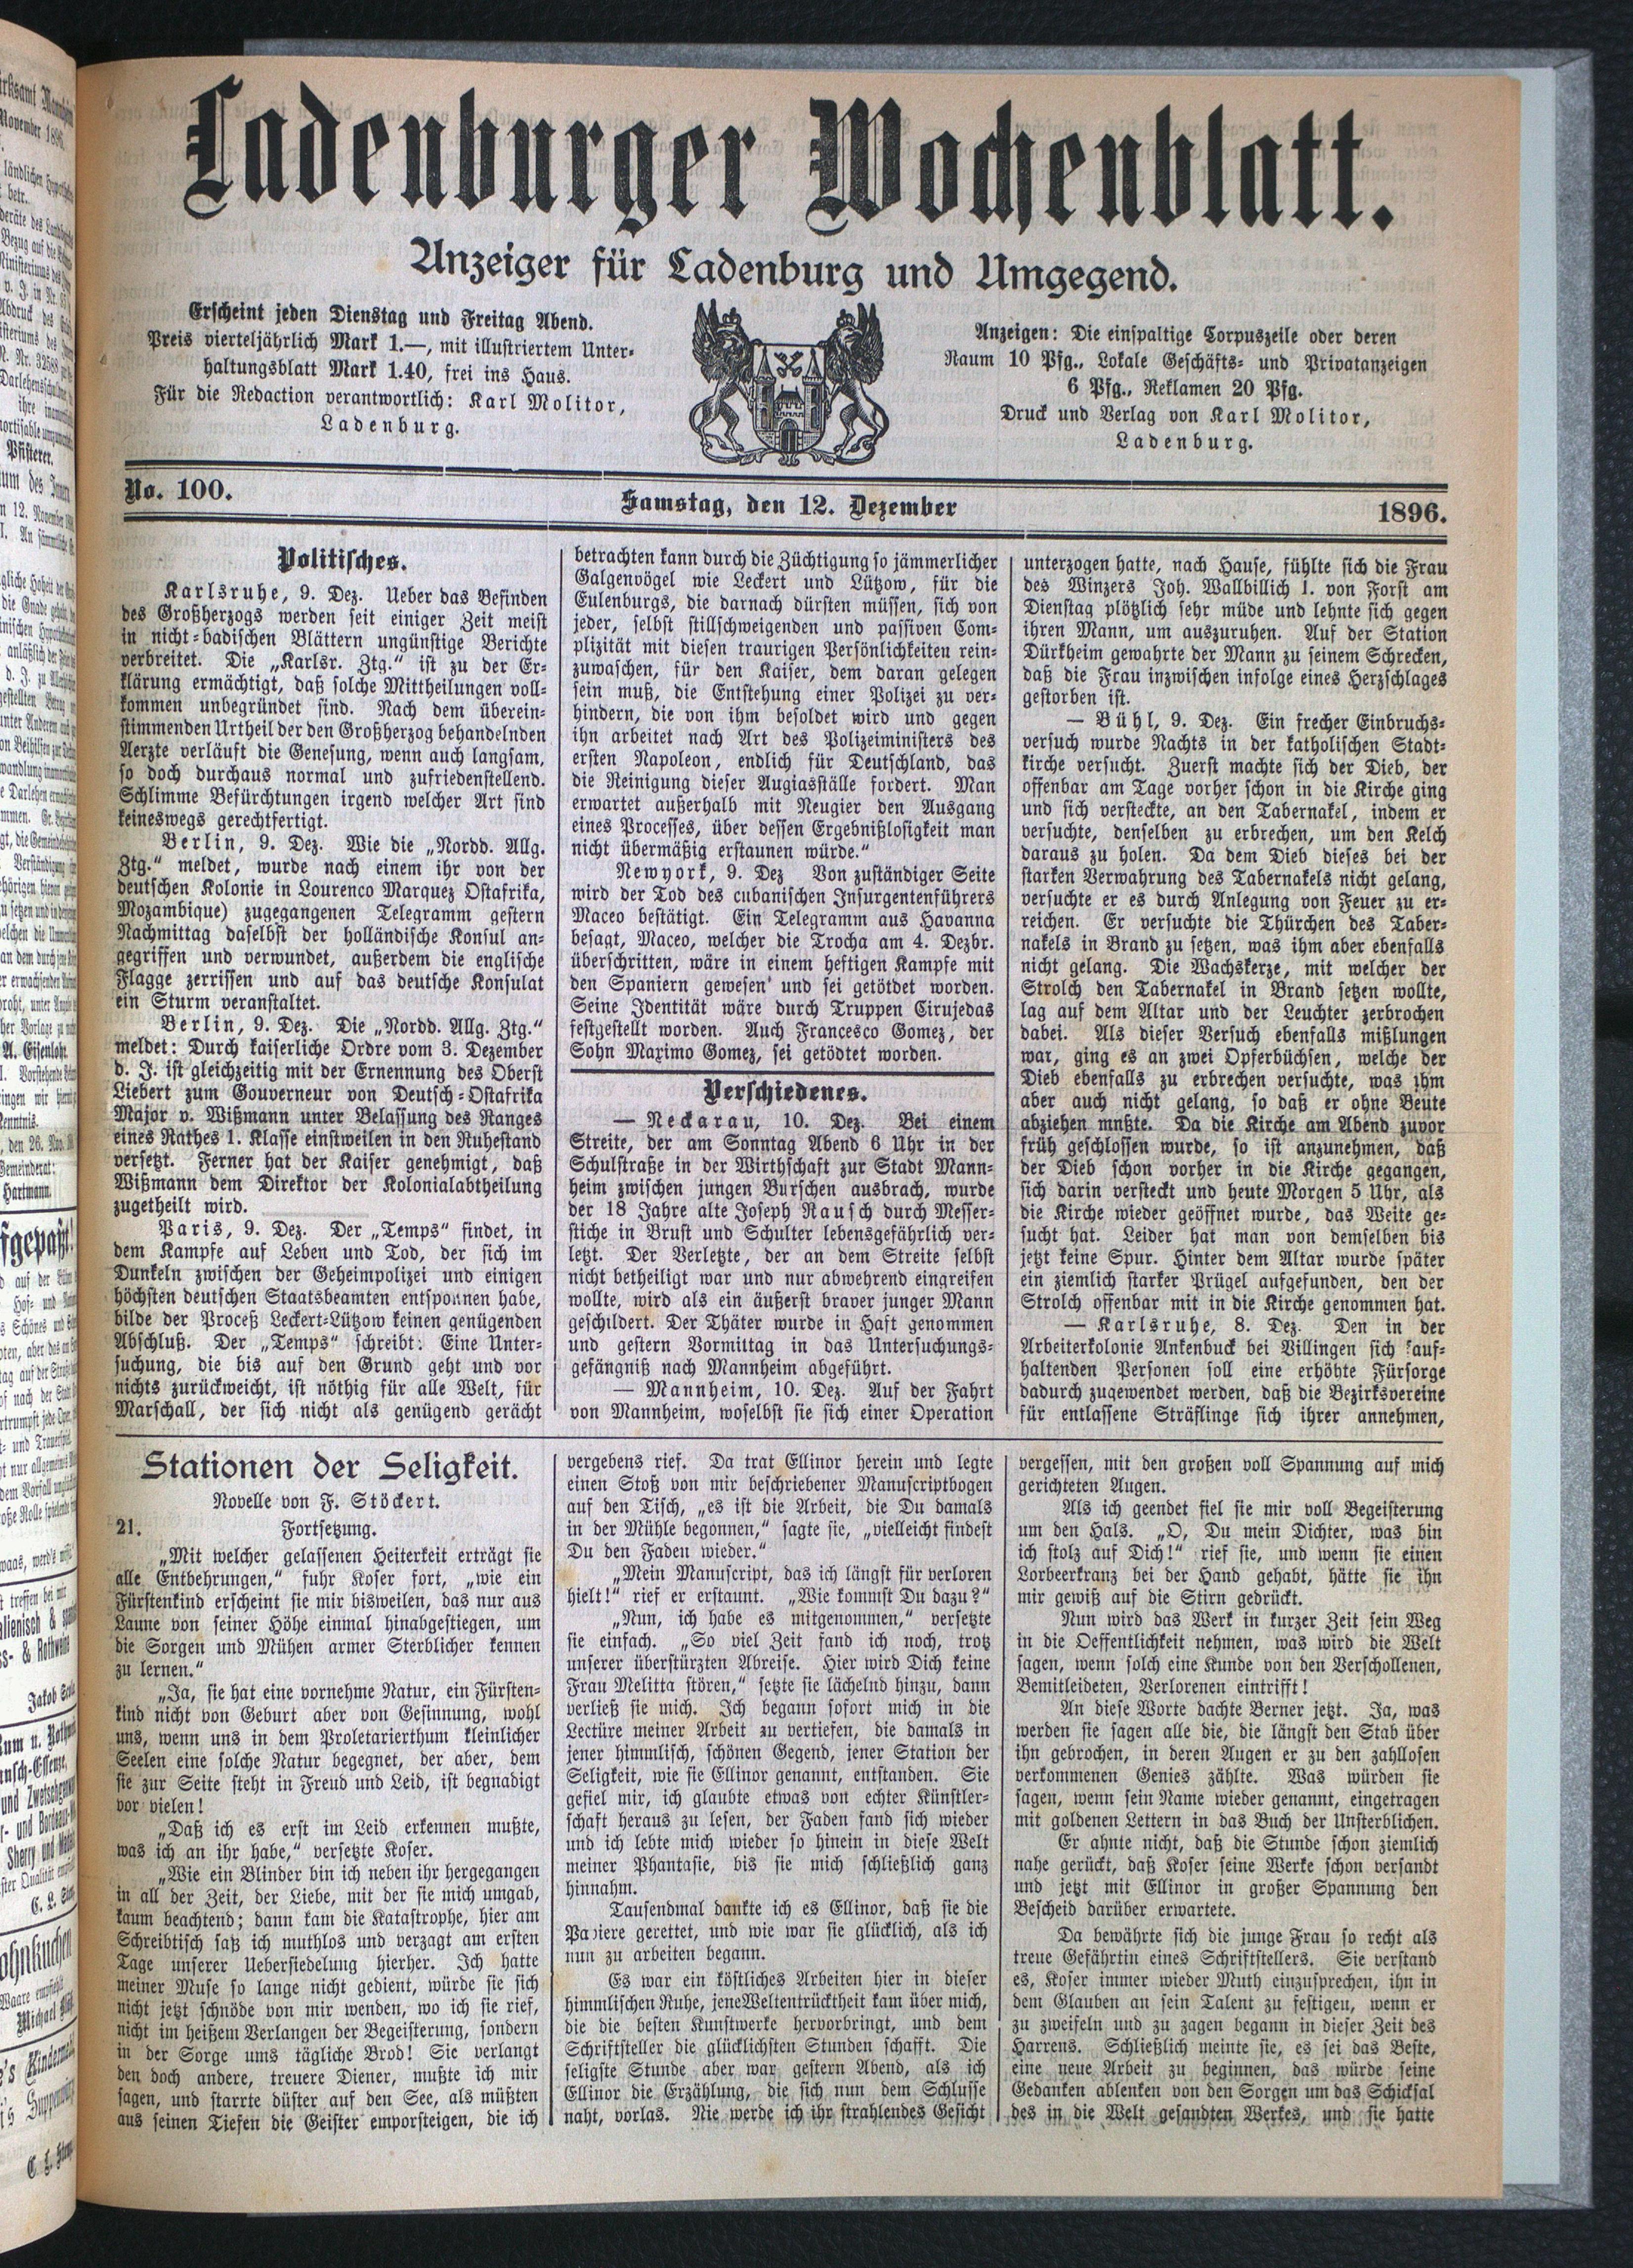 Ladenburger Wochenblatt.
Anzeiger für Ladenburg und Umgegend.
Erscheint jeden Dienstag und Freitag Abend.
Preis vierteljährlich Mark 1.—, mit illustriertem Unter-
haltungsblatt Mark 1.40, frei ins Haus.
Für die Redaction verantwortlich: Karl Molitor,
Ladenburg.
Anzeigen: Die einspaltige Corpuszeile oder deren
Raum 10 Pfg., Lokale Geschäfts- und Privatanzeigen
6 Pfg., Reklamen 20 Pfg.
Druck und Verlag von Karl Molitor,
Ladenburg.
No. 100.
Samstag, den 12. Dezember
1896.
Politisches.
Karlsruhe, 9. Dez. Ueber das Befinden
des Großherzogs werden seit einiger Zeit meist
in nicht-badischen Blättern ungünstige Berichte
verbreitet. Die „Karlsr. Ztg.“ ist zu der Er-
klärung ermächtigt, daß solche Mittheilungen voll-
kommen unbegründet sind. Nach dem überein-
stimmenden Urtheil der den Großherzog behandelnden
Aerzte verläuft die Genesung, wenn auch langsam,
so doch durchaus normal und zufriedenstellend.
Schlimme Befürchtungen irgend welcher Art sind
keineswegs gerechtfertigt.
Berlin, 9. Dez. Wie die „Nordd. Allg.
Ztg.“ meldet, wurde nach einem ihr von der
deutschen Kolonie in Lourenco Marquez Ostafrika,
Mozambique) zugegangenen Telegramm gestern
Nachmittag daselbst der holländische Konsul an-
gegriffen und verwundet, außerdem die englische
Flagge zerrissen und auf das deutsche Konsulat
ein Sturm veranstaltet.
Berlin, 9. Dez. Die „Nordd. Allg. Ztg.“
meldet: Durch kaiserliche Ordre vom 3. Dezember
d. J. ist gleichzeitig mit der Ernennung des Oberst
Liebert zum Gouverneur von Deutsch-Ostafrika
Major v. Wißmann unter Belassung des Ranges
eines Rathes 1. Klasse einstweilen in den Ruhestand
versetzt. Ferner hat der Kaiser genehmigt, daß
Wißmann dem Direktor der Kolonialabtheilung
zugetheilt wird.
Paris, 9. Dez. Der „Temps“ findet, in
dem Kampfe auf Leben und Tod, der sich im
Dunkeln zwischen der Geheimpolizei und einigen
höchsten deutschen Staatsbeamten entsponnen habe,
bilde der Proceß Leckert-Lützow keinen genügenden
Abschluß. Der „Temps“ schreibt: Eine Unter-
suchung, die bis auf den Grund geht und vor
nichts zurückweicht, ist nöthig für alle Welt, für
Marschall, der sich nicht als genügend gerächt
betrachten kann durch die Züchtigung so jämmerlicher
Galgenvögel wie Leckert und Lützow, für die
Eulenburgs, die darnach dürsten müssen, sich von
jeder, selbst stillschweigenden und passiven Com-
plizität mit diesen traurigen Persönlichkeiten rein-
zuwaschen, für den Kaiser, dem daran gelegen
sein muß, die Entstehung einer Polizei zu ver-
hindern, die von ihm besoldet wird und gegen
ihn arbeitet nach Art des Polizeiministers des
ersten Napoleon, endlich für Deutschland, das
die Reinigung dieser Augiasställe fordert. Man
erwartet außerhalb mit Neugier den Ausgang
eines Processes, über dessen Ergebnißlosigkeit man
nicht übermäßig erstaunen würde.“
Newyork, 9. Dez Von zuständiger Seite
wird der Tod des cubanischen Insurgentenführers
Maceo bestätigt. Ein Telegramm aus Havanna
besagt, Maceo, welcher die Trocha am 4. Dezbr.
überschritten, wäre in einem heftigen Kampfe mit
den Spaniern gewesen und sei getödtet worden.
Seine Identität wäre durch Truppen Cirujedas
festgestellt worden. Auch Francesco Gomez, der
Sohn Maximo Gomez, sei getödtet worden.
Verschiedenes.
— Neckarau, 10. Dez. Bei einem
Streite, der am Sonntag Abend 6 Uhr in der
Schulstraße in der Wirthschaft zur Stadt Mann-
heim zwischen jungen Burschen ausbrach, wurde
der 18 Jahre alte Joseph Rausch durch Messer-
stiche in Brust und Schulter lebensgefährlich ver-
letzt. Der Verletzte, der an dem Streite selbst
nicht betheiligt war und nur abwehrend eingreifen
wollte, wird als ein äußerst braver junger Mann
geschildert. Der Thäter wurde in Haft genommen
und gestern Vormittag in das Untersuchungs-
gefängniß nach Mannheim abgeführt.
— Mannheim, 10. Dez. Auf der Fahrt
von Mannheim, woselbst sie sich einer Operation
unterzogen hatte, nach Hause, fühlte sich die Frau
des Winzers Joh. Wallbillich 1. von Forst am
Dienstag plötzlich sehr müde und lehnte sich gegen
ihren Mann, um auszuruhen. Auf der Station
Dürkheim gewahrte der Mann zu seinem Schrecken,
daß die Frau inzwischen infolge eines Herzschlages
gestorben ist.
— Bühl, 9. Dez. Ein frecher Einbruchs-
versuch wurde Nachts in der katholischen Stadt-
kirche versucht. Zuerst machte sich der Dieb, der
offenbar am Tage vorher schon in die Kirche ging
und sich versteckte, an den Tabernakel, indem er
versuchte, denselben zu erbrechen, um den Kelch
daraus zu holen. Da dem Dieb dieses bei der
starken Verwahrung des Tabernakels nicht gelang,
versuchte er es durch Anlegung von Feuer zu er-
reichen. Er versuchte die Thürchen des Taber-
nakels in Brand zu setzen, was ihm aber ebenfalls
nicht gelang. Die Wachskerze, mit welcher der
Strolch den Tabernakel in Brand setzen wollte,
lag auf dem Altar und der Leuchter zerbrochen
dabei. Als dieser Versuch ebenfalls mißlungen
war, ging es an zwei Opferbüchsen, welche der
Dieb ebenfalls zu erbrechen versuchte, was ihm
aber auch nicht gelang, so daß er ohne Beute
abziehen mnßte. Da die Kirche am Abend zuvor
früh geschlossen wurde, so ist anzunehmen, daß
der Dieb schon vorher in die Kirche gegangen,
sich darin versteckt und heute Morgen 5 Uhr, als
die Kirche wieder geöffnet wurde, das Weite ge-
sucht hat. Leider hat man von demselben bis
jetzt keine Spur. Hinter dem Altar wurde später
ein ziemlich starker Prügel aufgefunden, den der
Strolch offenbar mit in die Kirche genommen hat.
— Karlsruhe, 8. Dez. Den in der
Arbeiterkolonie Ankenbuck bei Villingen sich auf-
haltenden Personen soll eine erhöhte Fürsorge
dadurch zugewendet werden, daß die Bezirksvereine
für entlassene Sträflinge sich ihrer annehmen,
Stationen der Seligkeit.
Novelle von F. Stöckert.
21. Fortsetzung.
„Mit welcher gelassenen Heiterkeit erträgt sie
alle Entbehrungen,“ fuhr Koser fort, „wie ein
Fürstenkind erscheint sie mir bisweilen, das nur aus
Laune von seiner Höhe einmal hinabgestiegen, um
die Sorgen und Mühen armer Sterblicher kennen
zu lernen.“
„Ja, sie hat eine vornehme Natur, ein Fürsten-
kind nicht von Geburt aber von Gesinnung, wohl
uns, wenn uns in dem Proletarierthum kleinlicher
Seelen eine solche Natur begegnet, der aber, dem
sie zur Seite steht in Freud und Leid, ist begnadigt
vor vielen!
„Daß ich es erst im Leid erkennen mußte,
was ich an ihr habe,“ versetzte Koser.
„Wie ein Blinder bin ich neben ihr hergegangen
in all der Zeit, der Liebe, mit der sie mich umgab,
kaum beachtend; dann kam die Katastrophe, hier am
Schreibtisch saß ich muthlos und verzagt am ersten
Tage unserer Uebersiedelung hierher. Ich hatte
meiner Muse so lange nicht gedient, würde sie sich
nicht jetzt schnöde von mir wenden, wo ich sie rief,
nicht im heißem Verlangen der Begeisterung, sondern
in der Sorge ums tägliche Brod! Sie verlangt
den doch andere, treuere Diener, mußte ich mir
sagen, und starrte düster auf den See, als müßten
aus seinen Tiefen die Geister emporsteigen, die ich
vergebens rief. Da trat Ellinor herein und legte
einen Stoß von mir beschriebener Manuscriptbogen
auf den Tisch, „es ist die Arbeit, die Du damals
in der Mühle begonnen,“ sagte sie, „vielleicht findest
Du den Faden wieder.“
„Mein Manuscript, das ich längst für verloren
hielt!“ rief er erstaunt. „Wie kommst Du dazu?“
„Nun, ich habe es mitgenommen,“ versetzte
sie einfach. „So viel Zeit fand ich noch, trotz
unserer überstürzten Abreise. Hier wird Dich keine
Frau Melitta stören,“ setzte sie lächelnd hinzu, dann
verließ sie mich. Ich begann sofort mich in die
Lectüre meiner Arbeit zu vertiefen, die damals in
jener himmlisch, schönen Gegend, jener Station der
Seligkeit, wie sie Ellinor genannt, entstanden. Sie
gefiel mir, ich glaubte etwas von echter Künstler-
schaft heraus zu lesen, der Faden fand sich wieder
und ich lebte mich wieder so hinein in diese Welt
meiner Phantasie, bis sie mich schließlich ganz
hinnahm.
Tausendmal dankte ich es Ellinor, daß sie die
Papiere gerettet, und wie war sie glücklich, als ich
nun zu arbeiten begann.
Es war ein köstliches Arbeiten hier in dieser
himmlischen Ruhe, jene Weltentrücktheit kam über mich,
die die besten Kunstwerke hervorbringt, und dem
Schriftsteller die glücklichsten Stunden schafft. Die
seligste Stunde aber war gestern Abend, als ich
Ellinor die Erzählung, die sich nun dem Schlusse
naht, vorlas. Nie werde ich ihr strahlendes Gesicht
vergessen, mit den großen voll Spannung auf mich
gerichteten Augen.
Als ich geendet fiel sie mir voll Begeisterung
um den Hals. „O, Du mein Dichter, was bin
ich stolz auf Dich!“ rief sie, und wenn sie einen
Lorbeerkranz bei der Hand gehabt, hätte sie ihn
mir gewiß auf die Stirn gedrückt.
Nun wird das Werk in kurzer Zeit sein Weg
in die Oeffentlichkeit nehmen, was wird die Welt
sagen, wenn solch eine Kunde von den Verschollenen,
Bemitleideten, Verlorenen eintrifft!
An diese Worte dachte Berner jetzt. Ja, was
werden sie sagen alle die, die längst den Stab über
ihn gebrochen, in deren Augen er zu den zahllosen
verkommenen Genies zählte. Was würden sie
sagen, wenn sein Name wieder genannt, eingetragen
mit goldenen Lettern in das Buch der Unsterblichen.
Er ahnte nicht, daß die Stunde schon ziemlich
nahe gerückt, daß Koser seine Werke schon versandt
und jetzt mit Ellinor in großer Spannung den
Bescheid darüber erwartete.
Da bewährte sich die junge Frau so recht als
treue Gefährtin eines Schriftstellers. Sie verstand
es, Koser immer wieder Muth einzusprechen, ihn in
dem Glauben an sein Talent zu festigen, wenn er
zu zweifeln und zu zagen begann in dieser Zeit des
Harrens. Schließlich meinte sie, es sei das Beste,
eine neue Arbeit zu beginnen, das würde seine
Gedanken ablenken von den Sorgen um das Schicksal
des in die Welt gesandten Werkes, und sie hatte